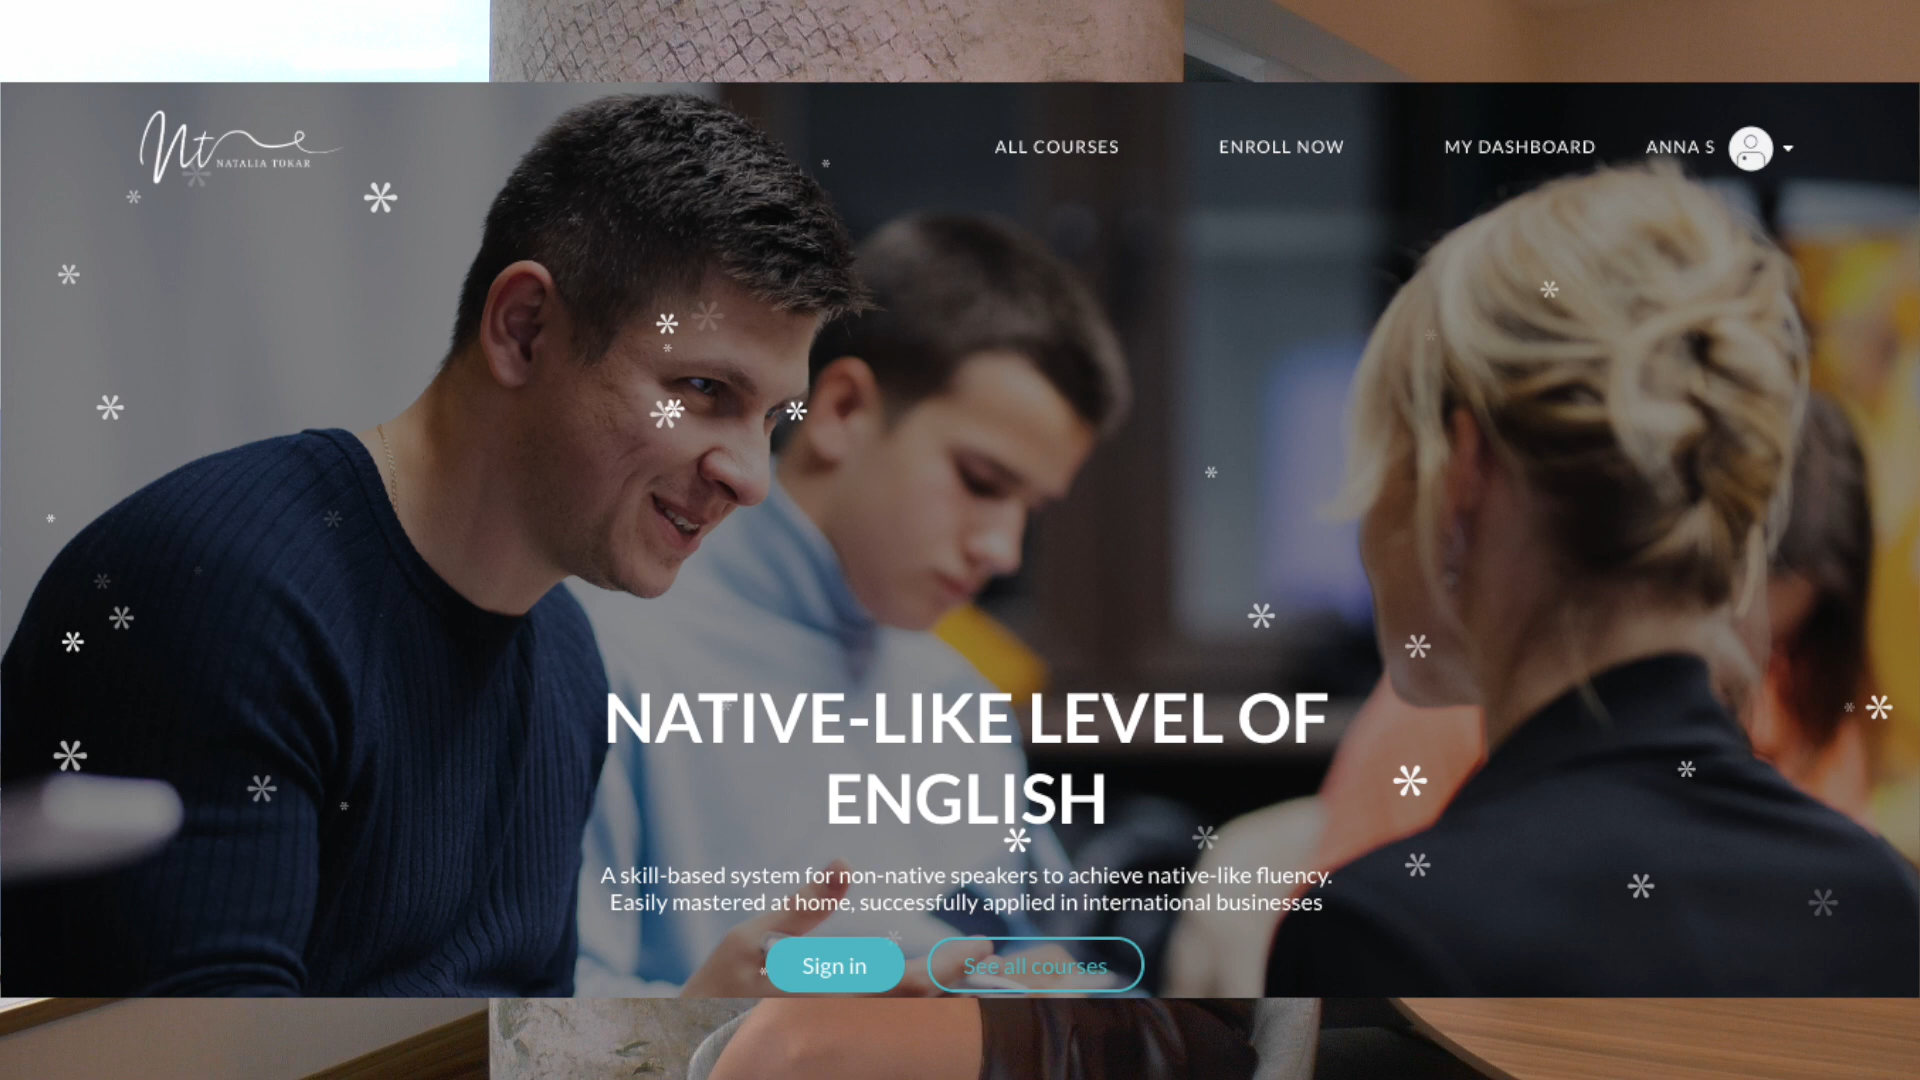 Nt
NATALIA TOKAR
ALL COURSES
ENROLL NOW
MY DASHBOARD
ANNA S
NATIVE-LIKE LEVEL OF
ENGLISH
A skill-based system for non-native speakers to achieve native-like fluency.
Easily mastered at home, successfully applied in international businesses
Sign in
See all courses